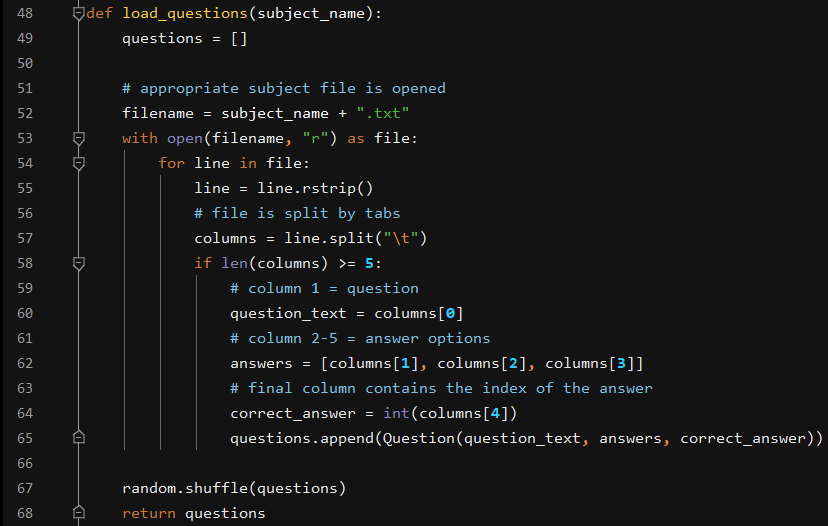 48 def load_questions(subject_name):
49     questions = []
50
51     # appropriate subject file is opened
52     filename = subject_name + ".txt"
53     with open(filename, "r") as file:
54         for line in file:
55             line = line.rstrip()
56             # file is split by tabs
57             columns = line.split("\t")
58             if len(columns) >= 5:
59                 # column 1 = question
60                 question_text = columns[0]
61                 # column 2-5 = answer options
62                 answers = [columns[1], columns[2], columns[3]]
63                 # final column contains the index of the answer
64                 correct_answer = int(columns[4])
65                 questions.append(Question(question_text, answers, correct_answer))
66
67     random.shuffle(questions)
68     return questions